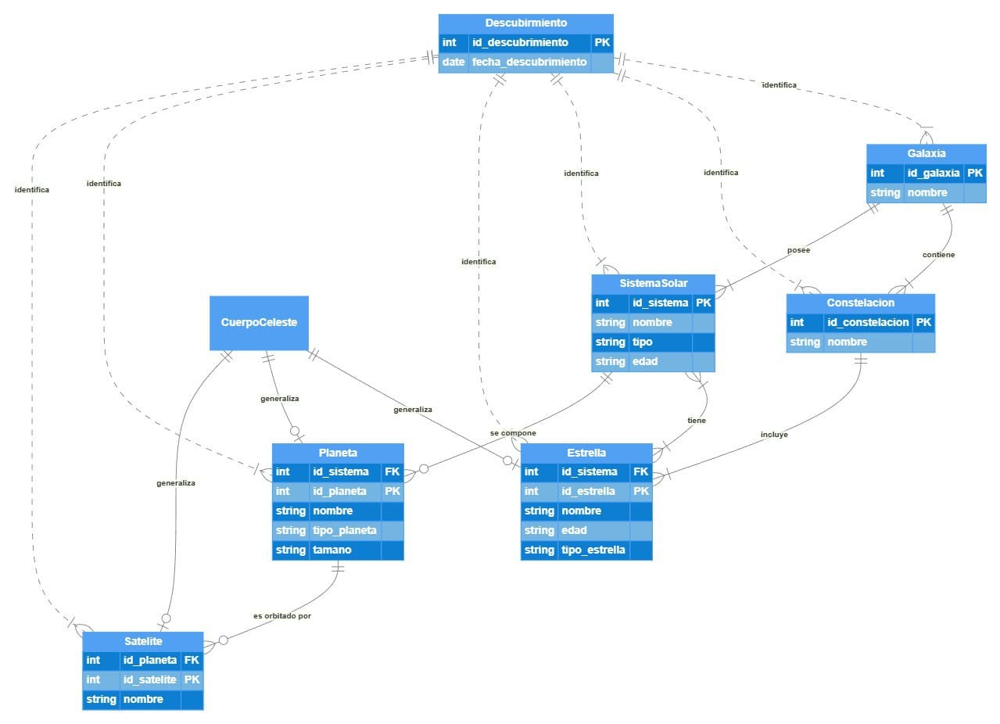 Descubirmiento
int id_descubrimiento PK
date fecha_descubrimiento
identifica
Galaxia
int id_galaxia PK
string nombre
identifica
identifica
identifica
identifica
identifica
posee
contiene
SistemaSolar
int id_sistema PK
string nombre
string tipo
string edad
Constelacion
int id_constelacion PK
string nombre
CuerpoCeleste
generaliza
generaliza
generaliza
se compone
tiene
incluye
Planeta
int id_sistema FK
int id_planeta PK
string nombre
string tipo_planeta
string tamano
Estrella
int id_sistema FK
int id_estrella PK
string nombre
string edad
string tipo_estrella
es orbitado por
Satelite
int id_planeta FK
int id_satelite PK
string nombre